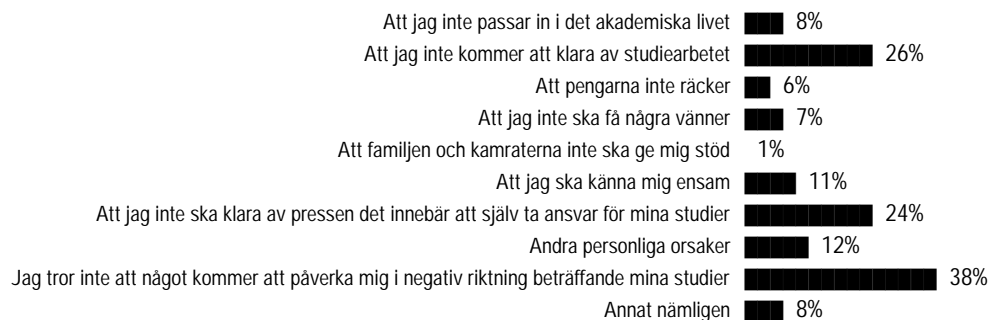 Att jag inte passar in i det akademiska livet 8%
Att jag inte kommer att klara av studiearbetet 26%
Att pengarna inte räcker 6%
Att jag inte ska få några vänner 7%
Att familjen och kamraterna inte ska ge mig stöd 1%
Att jag ska känna mig ensam 11%
Att jag inte ska klara av pressen det innebär att själv ta ansvar för mina studier 24%
Andra personliga orsaker 12%
Jag tror inte att något kommer att påverka mig i negativ riktning beträffande mina studier 38%
Annat nämligen 8%